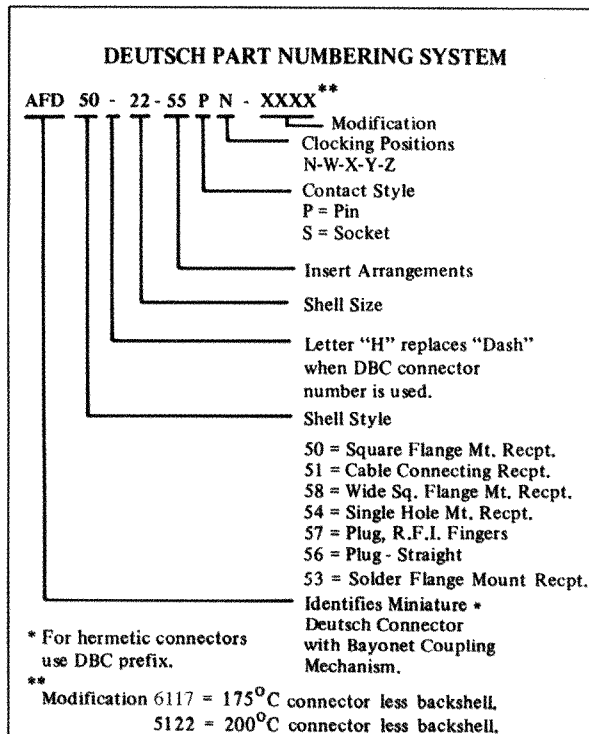 DEUTSCH PART NUMBERING SYSTEM
AFD 50 - 22 - 55 P N - XXXX**
Modification
Clocking Positions
N-W-X-Y-Z
Contact Style
P = Pin
S = Socket
Insert Arrangements
Shell Size
Letter “H” replaces “Dash”
when DBC connector
number is used.
Shell Style
50 = Square Flange Mt. Recpt.
51 = Cable Connecting Recpt.
58 = Wide Sq. Flange Mt. Recpt.
54 = Single Hole Mt. Recpt.
57 = Plug, R.F.I. Fingers
56 = Plug - Straight
53 = Solder Flange Mount Recpt.
Identifies Miniature *
Deutsch Connector
with Bayonet Coupling
Mechanism.
* For hermetic connectors
use DBC prefix.
**
Modification 6117 = 175°C connector less backshell.
5122 = 200°C connector less backshell.